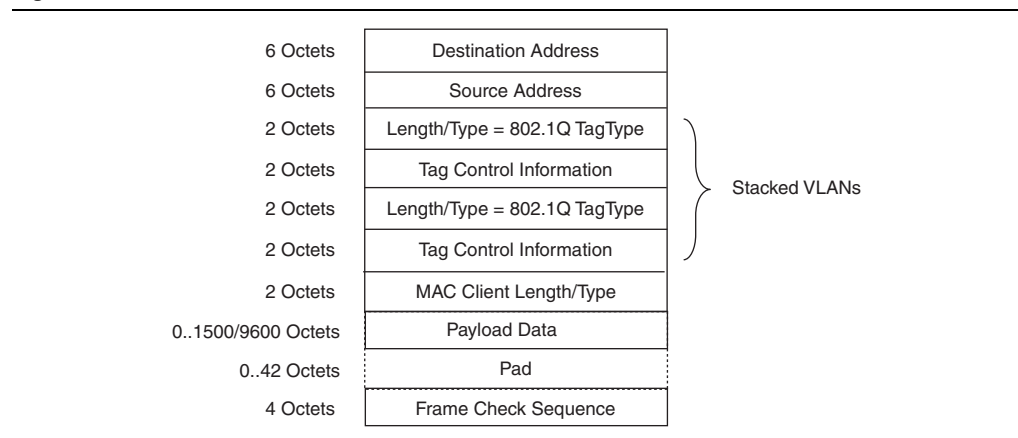 6 Octets Destination Address
6 Octets Source Address
2 Octets Length/Type = 802.1Q TagType
2 Octets Tag Control Information
2 Octets Length/Type = 802.1Q TagType
2 Octets Tag Control Information
Stacked VLANs
2 Octets MAC Client Length/Type
0..1500/9600 Octets Payload Data
0..42 Octets Pad
4 Octets Frame Check Sequence